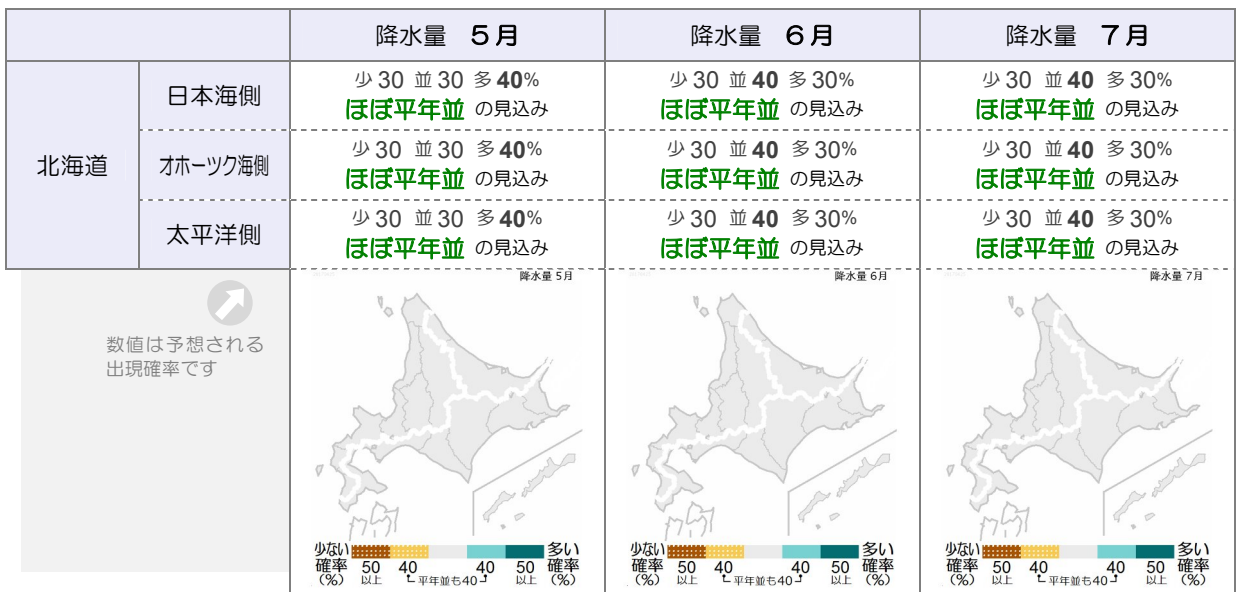 降水量 5月 降水量 6月 降水量 7月
北海道
日本海側
少30 並30 多40% 少30 並40 多30% 少30 並40 多30%
ほぼ平年並 の見込み ほぼ平年並 の見込み ほぼ平年並 の見込み
オホーツク海側
少30 並30 多40% 少30 並40 多30% 少30 並40 多30%
ほぼ平年並 の見込み ほぼ平年並 の見込み ほぼ平年並 の見込み
太平洋側
少30 並30 多40% 少30 並40 多30% 少30 並40 多30%
ほぼ平年並 の見込み ほぼ平年並 の見込み ほぼ平年並 の見込み
数値は予想される
出現確率です
降水量 5月
少ない 多い
確率 50 40 40 50 確率
(%) 以上 平年並も40 以上 (%)
降水量 6月
少ない 多い
確率 50 40 40 50 確率
(%) 以上 平年並も40 以上 (%)
降水量 7月
少ない 多い
確率 50 40 40 50 確率
(%) 以上 平年並も40 以上 (%)